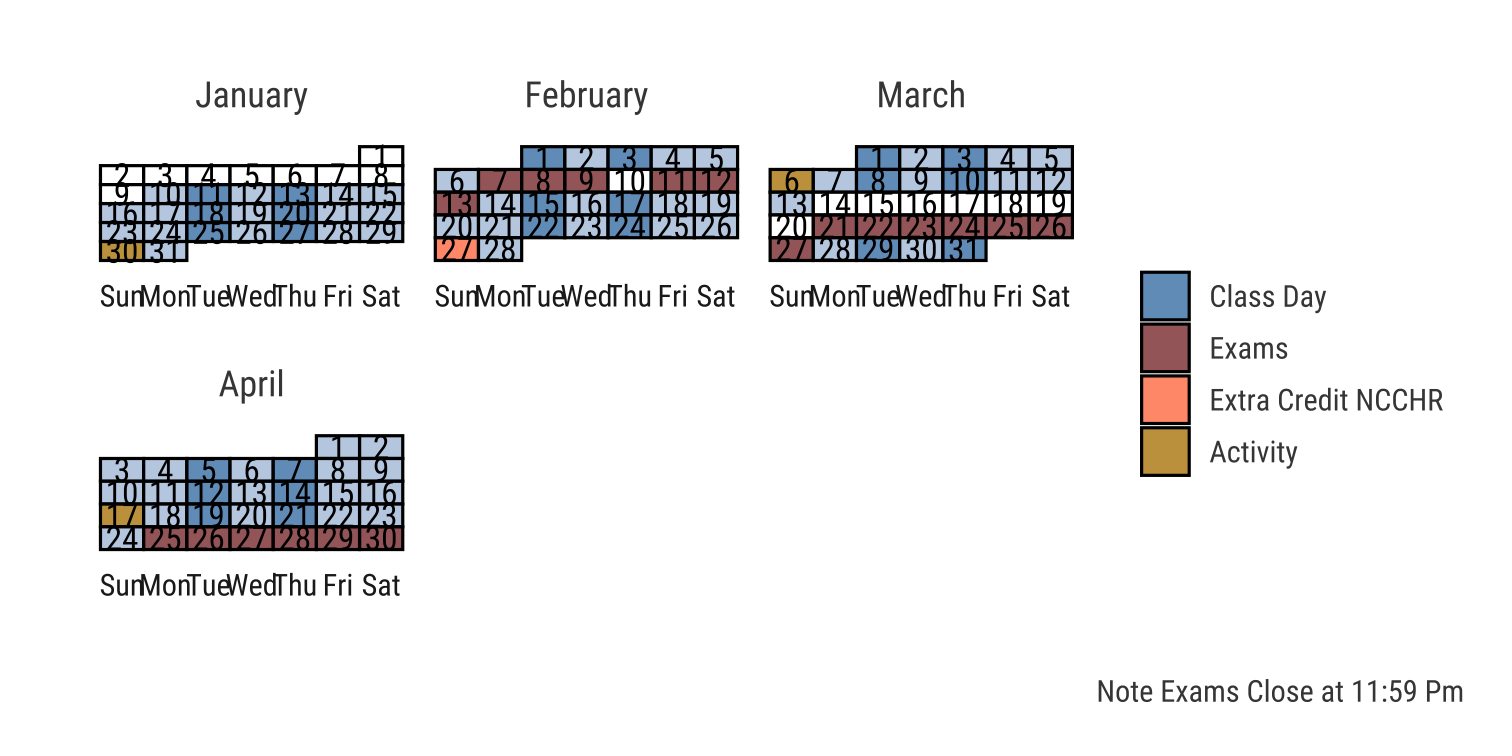 January
1
2 3 4 5 6 7 8
9 10 11 12 13 14 15
16 17 18 19 20 21 22
23 24 25 26 27 28 29
30 31
Sun Mon Tue Wed Thu Fri Sat
February
1 2 3 4 5
6 7 8 9 10 11 12
13 14 15 16 17 18 19
20 21 22 23 24 25 26
27 28
Sun Mon Tue Wed Thu Fri Sat
March
1 2 3 4 5
6 7 8 9 10 11 12
13 14 15 16 17 18 19
20 21 22 23 24 25 26
27 28 29 30 31
Sun Mon Tue Wed Thu Fri Sat
April
1 2
3 4 5 6 7 8 9
10 11 12 13 14 15 16
17 18 19 20 21 22 23
24 25 26 27 28 29 30
Sun Mon Tue Wed Thu Fri Sat
Class Day
Exams
Extra Credit NCCHR
Activity
Note Exams Close at 11:59 Pm